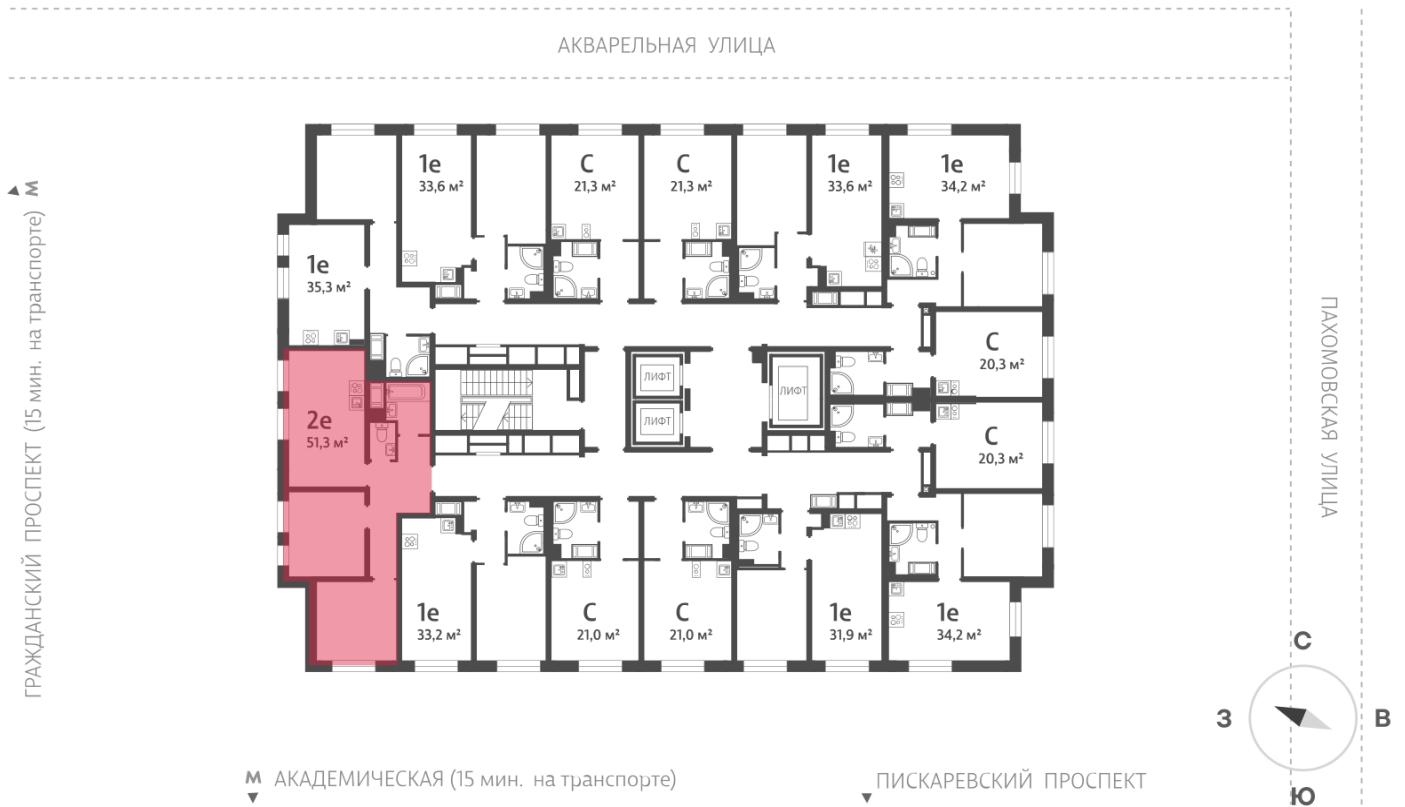 АКВАРЕЛЬНАЯ УЛИЦА
М
ГРАЖДАНСКИЙ ПРОСПЕКТ (15 мин. на транспорте)
1е
33,6 м²
С
21,3 м²
С
21,3 м²
1е
33,6 м²
1е
34,2 м²
1е
35,3 м²
С
20,3 м²
ЛИФТ
ЛИФТ
ЛИФТ
2е
51,3 м²
С
20,3 м²
1е
33,2 м²
С
21,0 м²
С
21,0 м²
1е
31,9 м²
1е
34,2 м²
ПАХОМОВСКАЯ УЛИЦА
С
З
В
Ю
М АКАДЕМИЧЕСКАЯ (15 мин. на транспорте)
ПИСКАРЕВСКИЙ ПРОСПЕКТ